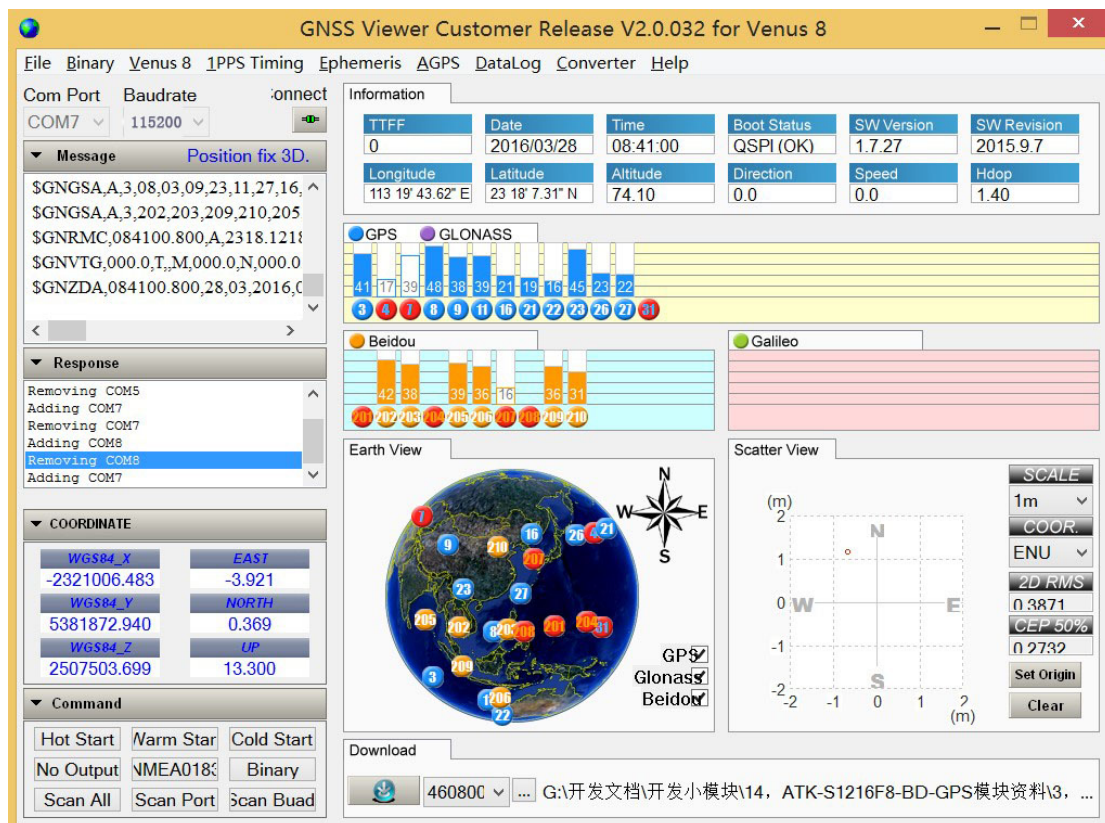 GNSS Viewer Customer Release V2.0.032 for Venus 8
File Binary Venus 8 1PPS Timing Ephemeris AGPS DataLog Converter Help
Com Port Baudrate :onnect
COM7 115200
Message Position fix 3D.
$GNGSA,A,3,08,03,09,23,11,27,16,
$GNGSA,A,3,202,203,209,210,205
$GNRMC,084100.800,A,2318.1218
$GNVTG,000.0,T,,M,000.0,N,000.0
$GNZDA,084100.800,28,03,2016,0
Response
Removing COM5
Adding COM7
Removing COM7
Adding COM8
Removing COM8
Adding COM7
COORDINATE
WGS84_X EAST
-2321006.483 -3.921
WGS84_Y NORTH
5381872.940 0.369
WGS84_Z UP
2507503.699 13.300
Command
Hot Start Warm Star Cold Start
No Output NMEA0183 Binary
Scan All Scan Port Scan Buad
Information
TTFF Date Time Boot Status SW Version SW Revision
0 2016/03/28 08:41:00 QSPI (OK) 1.7.27 2015.9.7
Longitude Latitude Altitude Direction Speed Hdop
113 19' 43.62" E 23 18' 7.31" N 74.10 0.0 0.0 1.40
GPS GLONASS
41 17 39 48 38 39 21 19 16 45 23 22
3 4 7 8 9 11 16 21 22 23 26 27 31
Beidou
42 38 39 36 16 36 31
201 202 203 204 205 206 207 208 209 210
Galileo
Earth View
N
W E
S
7 9 210 16 26 4 21
207
23 27
205 202 8 203 208 201 204 31
3 209
206
22
GPS
Glonass
Beidou
Scatter View
(m)
2
1
0
-1
-2
N
W E
S
-2 -1 0 1 2
(m)
SCALE
1m
COOR.
ENU
2D RMS
0.3871
CEP 50%
0.2732
Set Origin
Clear
Download
460800 ... G:\开发文档\开发小模块\14，ATK-S1216F8-BD-GPS模块资料\3，...